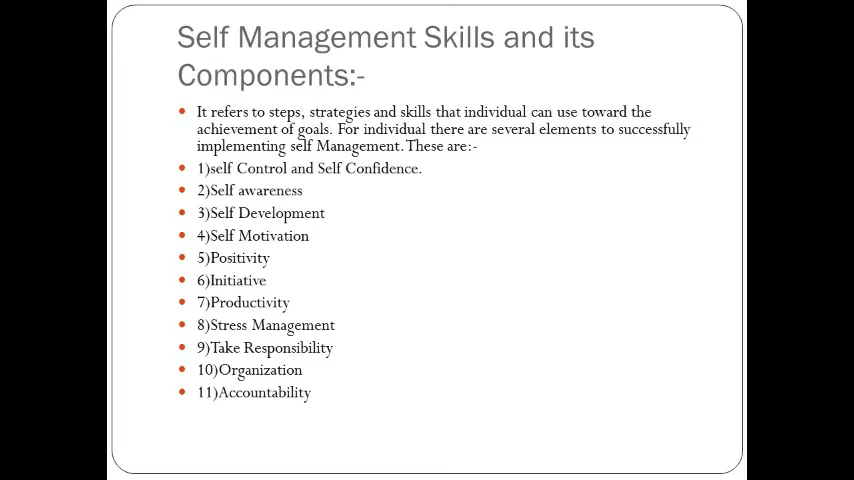 Self Management Skills and its
Components:-
It refers to steps, strategies and skills that individual can use toward the
achievement of goals. For individual there are several elements to successfully
implementing self Management. These are:-
1)self Control and Self Confidence.
2)Self awareness
3)Self Development
4)Self Motivation
5)Positivity
6)Initiative
7)Productivity
8)Stress Management
9)Take Responsibility
10)Organization
11)Accountability